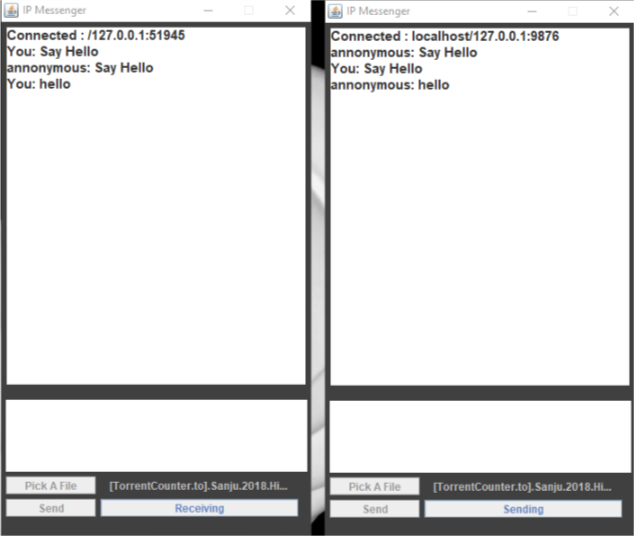 IP Messenger
Connected : /127.0.0.1:51945
You: Say Hello
annonymous: Say Hello
You: hello
Pick A File
[TorrentCounter.to].Sanju.2018.Hi...
Send
Receiving
IP Messenger
Connected : localhost/127.0.0.1:9876
annonymous: Say Hello
You: Say Hello
annonymous: hello
Pick A File
[TorrentCounter.to].Sanju.2018.Hi...
Send
Sending